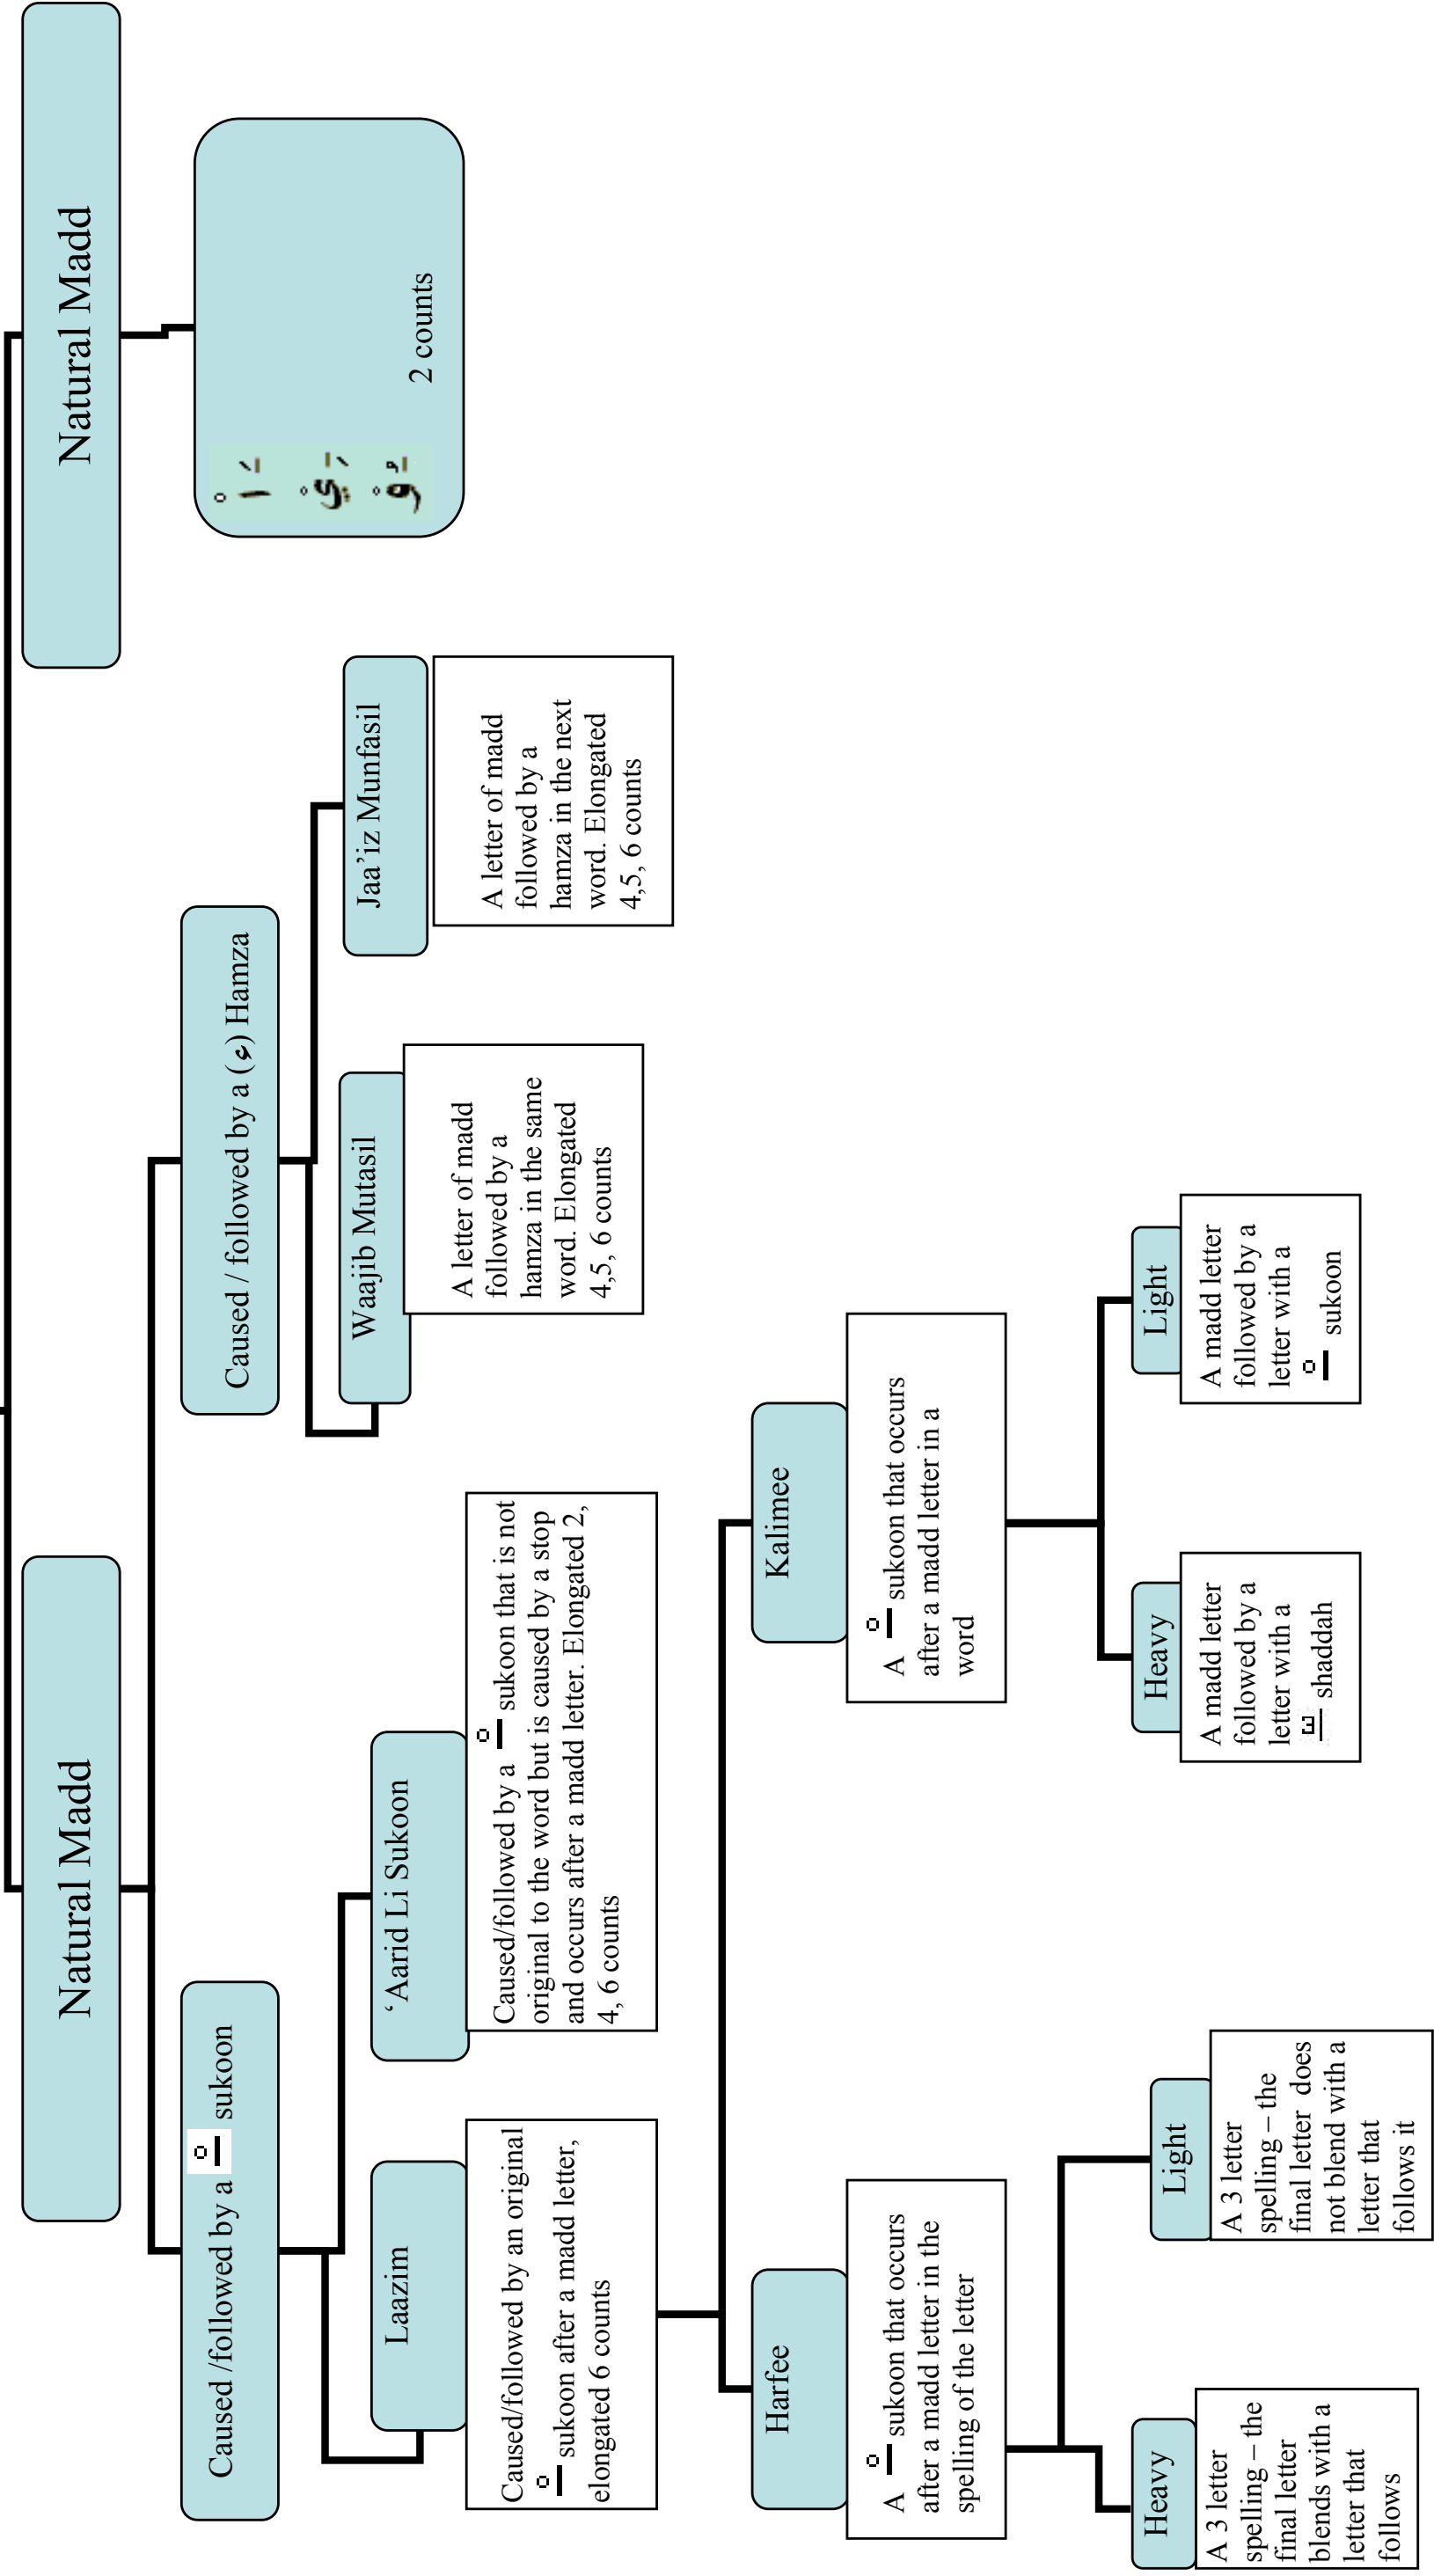 Natural Madd
Natural Madd
Caused /followed by a ْ sukoon
Caused / followed by a (ء) Hamza
اْ َ
يْ ِ
وْ ُ
2 counts
Laazim
Caused/followed by an original
ْ sukoon after a madd letter,
elongated 6 counts
‘Aarid Li Sukoon
Caused/followed by a ْ sukoon that is not
original to the word but is caused by a stop
and occurs after a madd letter. Elongated 2,
4, 6 counts
Waajib Mutasil
A letter of madd
followed by a
hamza in the same
word. Elongated
4,5, 6 counts
Jaa’iz Munfasil
A letter of madd
followed by a
hamza in the next
word. Elongated
4,5, 6 counts
Harfee
A ْ sukoon that occurs
after a madd letter in the
spelling of the letter
Kalimee
A ْ sukoon that occurs
after a madd letter in a
word
Heavy
A 3 letter
spelling – the
final letter
blends with a
letter that
follows
Light
A 3 letter
spelling – the
final letter does
not blend with a
letter that
follows it
Heavy
A madd letter
followed by a
letter with a
ّ shaddah
Light
A madd letter
followed by a
letter with a
ْ sukoon